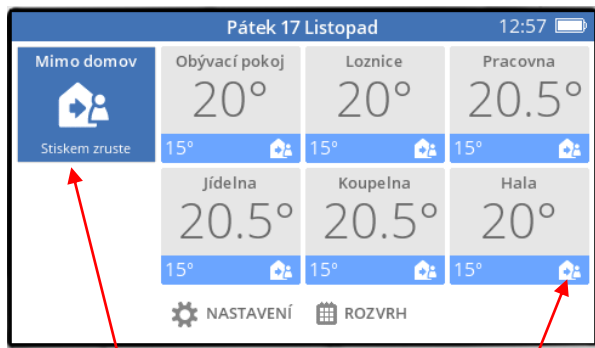 Pátek 17 Listopad 12:57
Mimo domov
Stiskem zruste
Obývací pokoj
20°
15°
Loznice
20°
15°
Pracovna
20.5°
15°
Jídelna
20.5°
15°
Koupelna
20.5°
15°
Hala
20°
15°
NASTAVENÍ ROZVRH